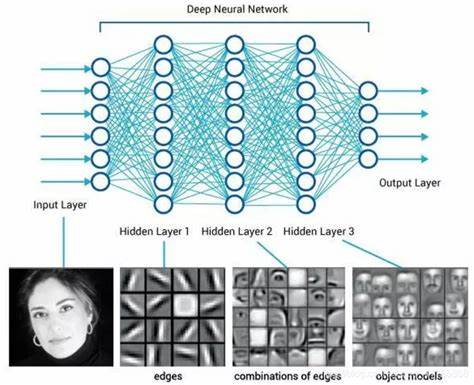 Deep Neural Network
Input Layer
Output Layer
Hidden Layer 1
Hidden Layer 2
Hidden Layer 3
edges
combinations of edges
object models